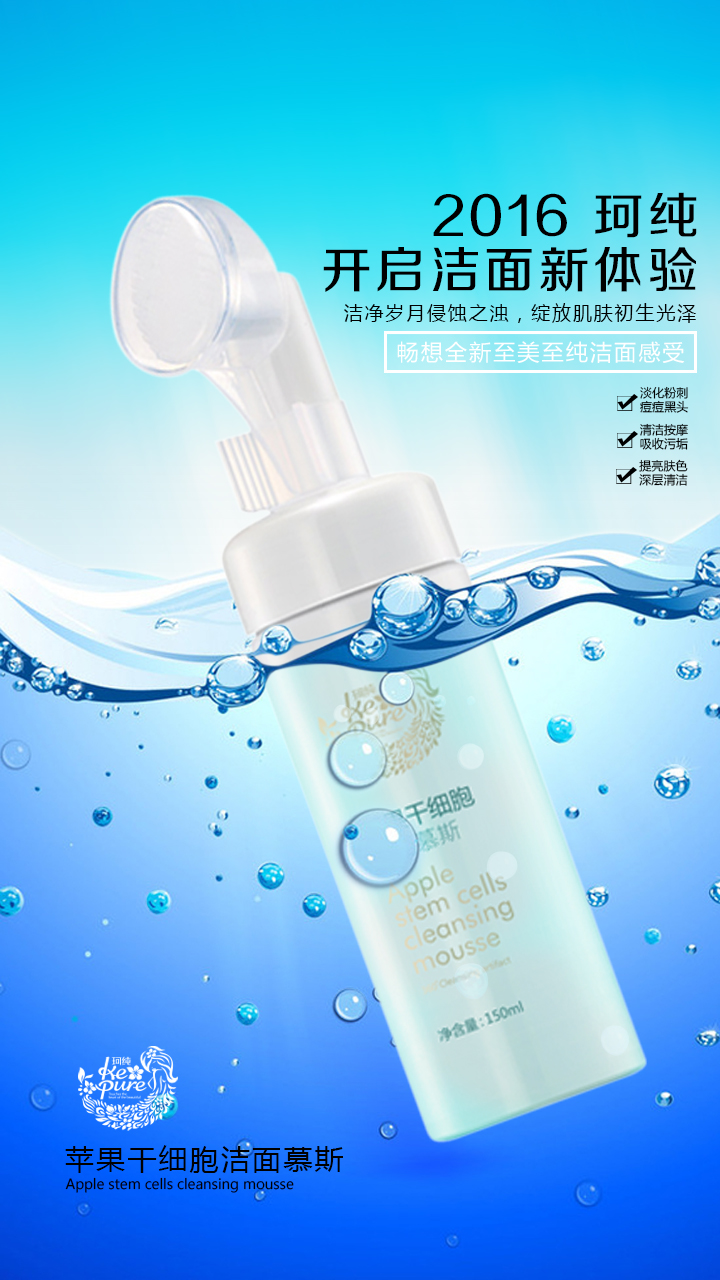 2016 珂纯
开启洁面新体验
洁净岁月侵蚀之浊，绽放肌肤初生光泽
畅想全新至美至纯洁面感受
淡化粉刺
痘痘黑头
清洁按摩
吸收污垢
提亮肤色
深层清洁
珂纯
Ke
pure
干细胞
慕斯
Apple
stem cells
cleansing
mousse
净含量:150ml
珂纯
Ke
pure
苹果干细胞洁面慕斯
Apple stem cells cleansing mousse